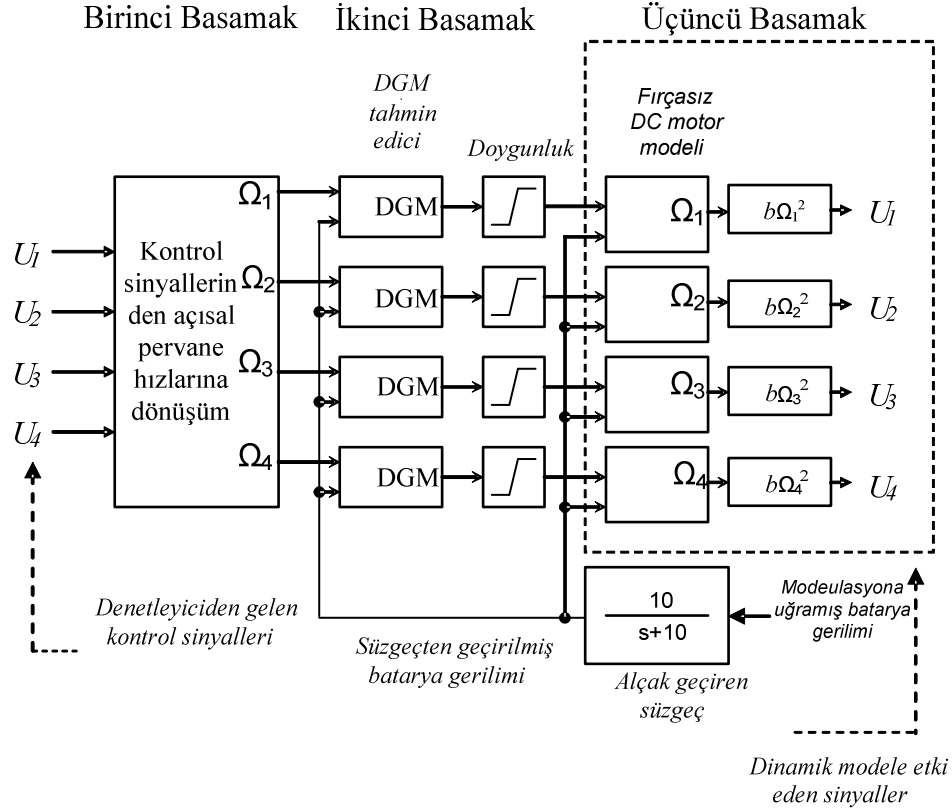 Birinci Basamak
İkinci Basamak
Üçüncü Basamak
DGM
tahmin
edici
Doygunluk
Fırçasız
DC motor
modeli
U1
U2
U3
U4
Kontrol
sinyallerin
den açısal
pervane
hızlarına
dönüşüm
Ω1
Ω2
Ω3
Ω4
DGM
DGM
DGM
DGM
Ω1
Ω2
Ω3
Ω4
bΩ1²
bΩ2²
bΩ3²
bΩ4²
U1
U2
U3
U4
Denetleyiciden gelen
kontrol sinyalleri
Süzgeçten geçirilmiş
batarya gerilimi
10
s+10
Alçak geçiren
süzgeç
Modeulasyona
uğramış batarya
gerilimi
Dinamik modele etki
eden sinyaller